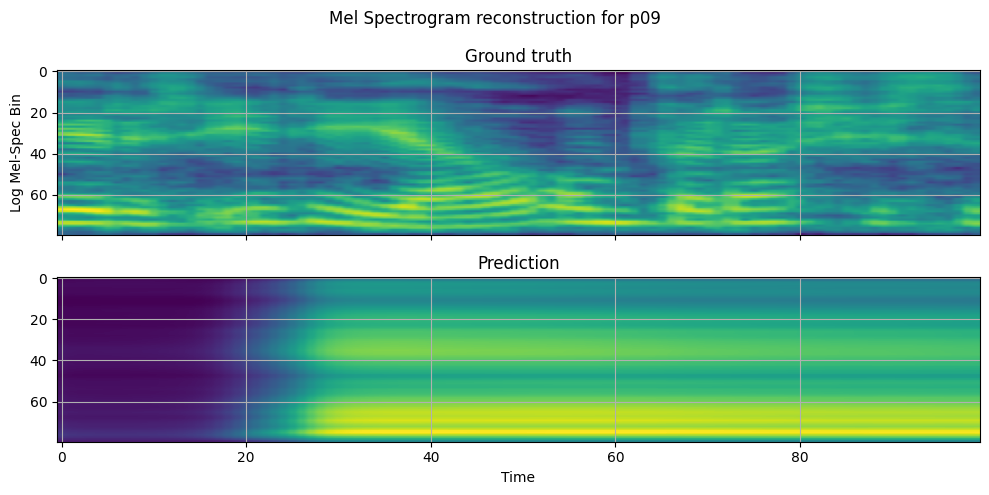 Mel Spectrogram reconstruction for p09
Ground truth
0
20
40
60
Log Mel-Spec Bin
Prediction
0
20
40
60
0 20 40 60 80
Time